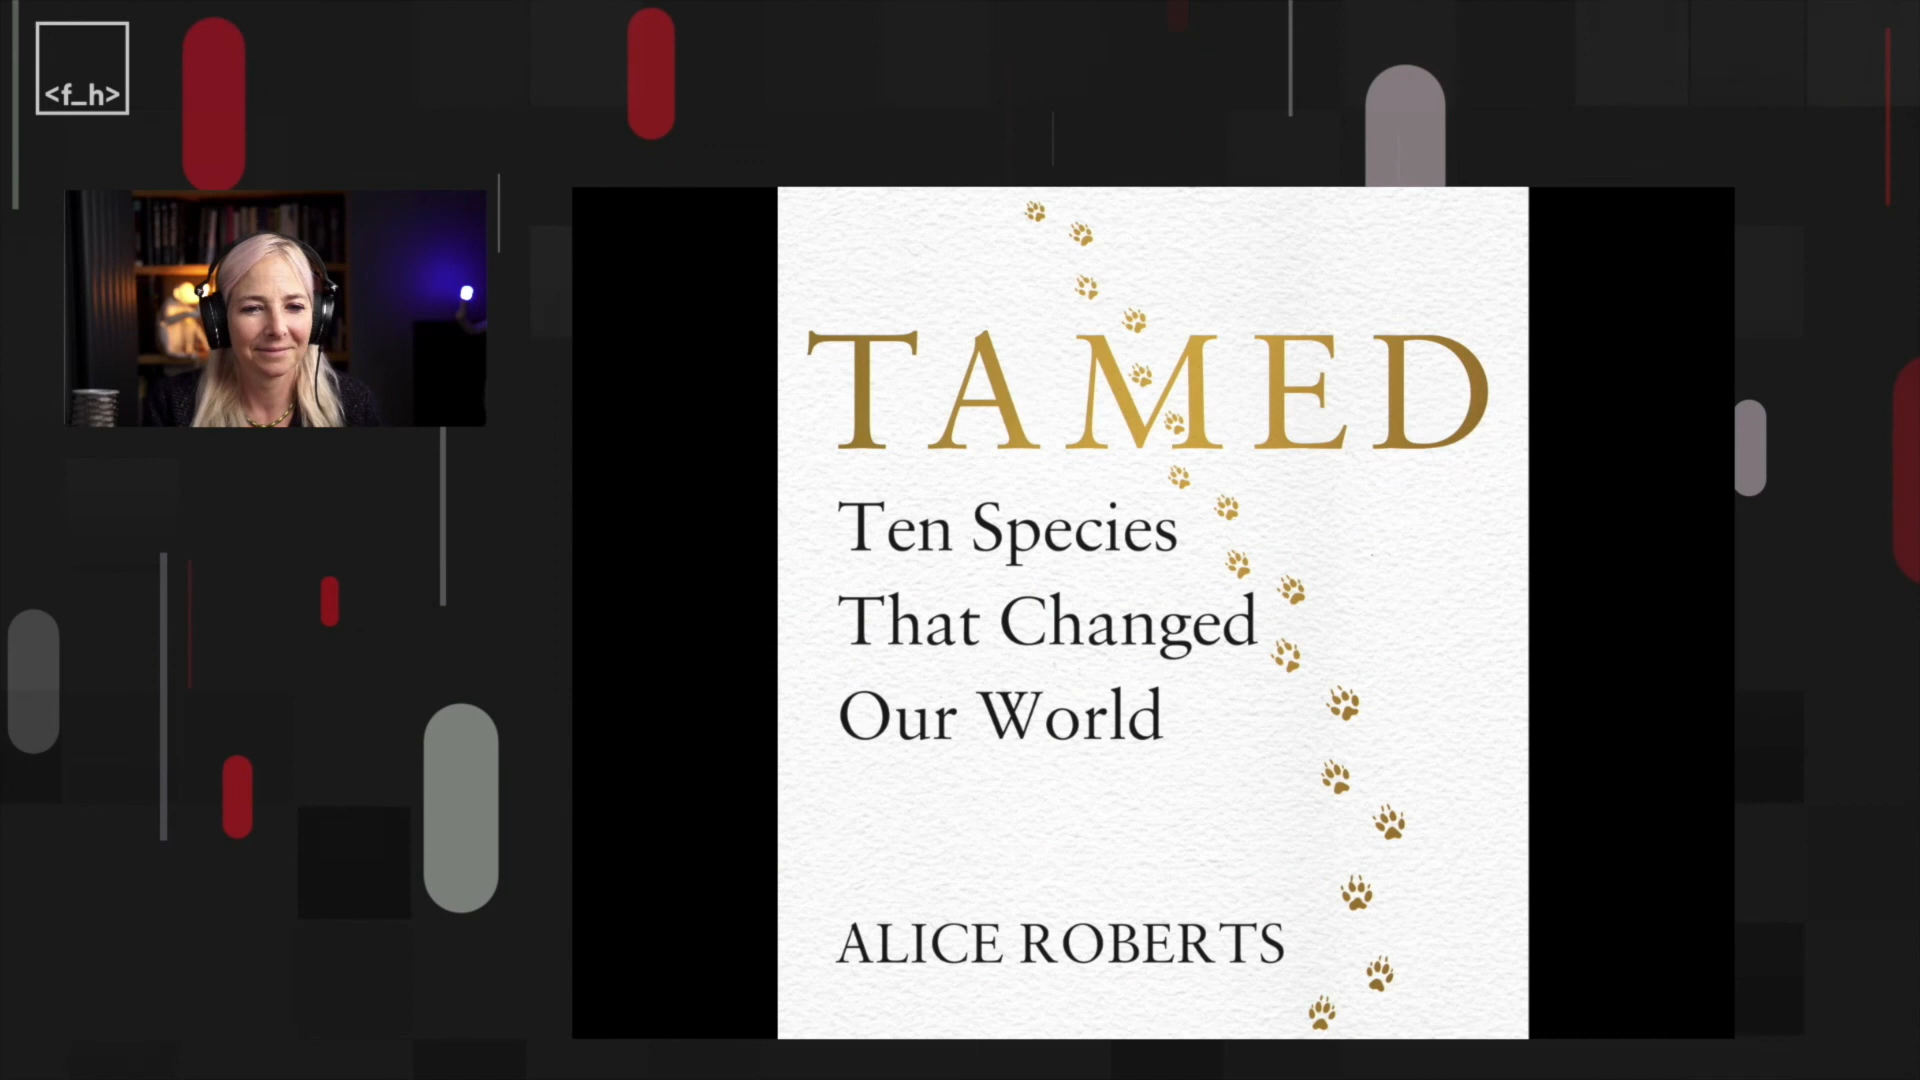 <f_h>
TAMED
Ten Species
That Changed
Our World
ALICE ROBERTS